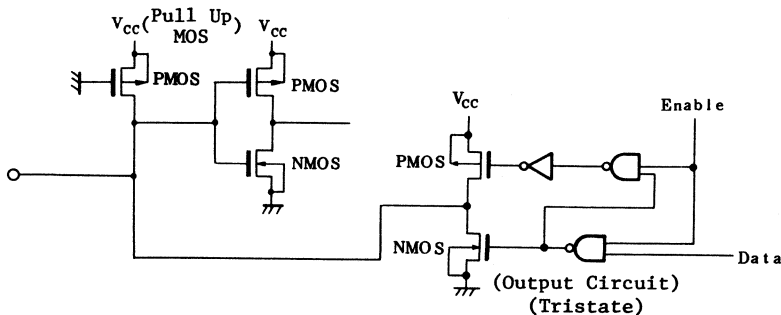 VCC (Pull Up
MOS)
VCC
PMOS
PMOS
NMOS
VCC
Enable
PMOS
NMOS
Data
(Output Circuit)
(Tristate)